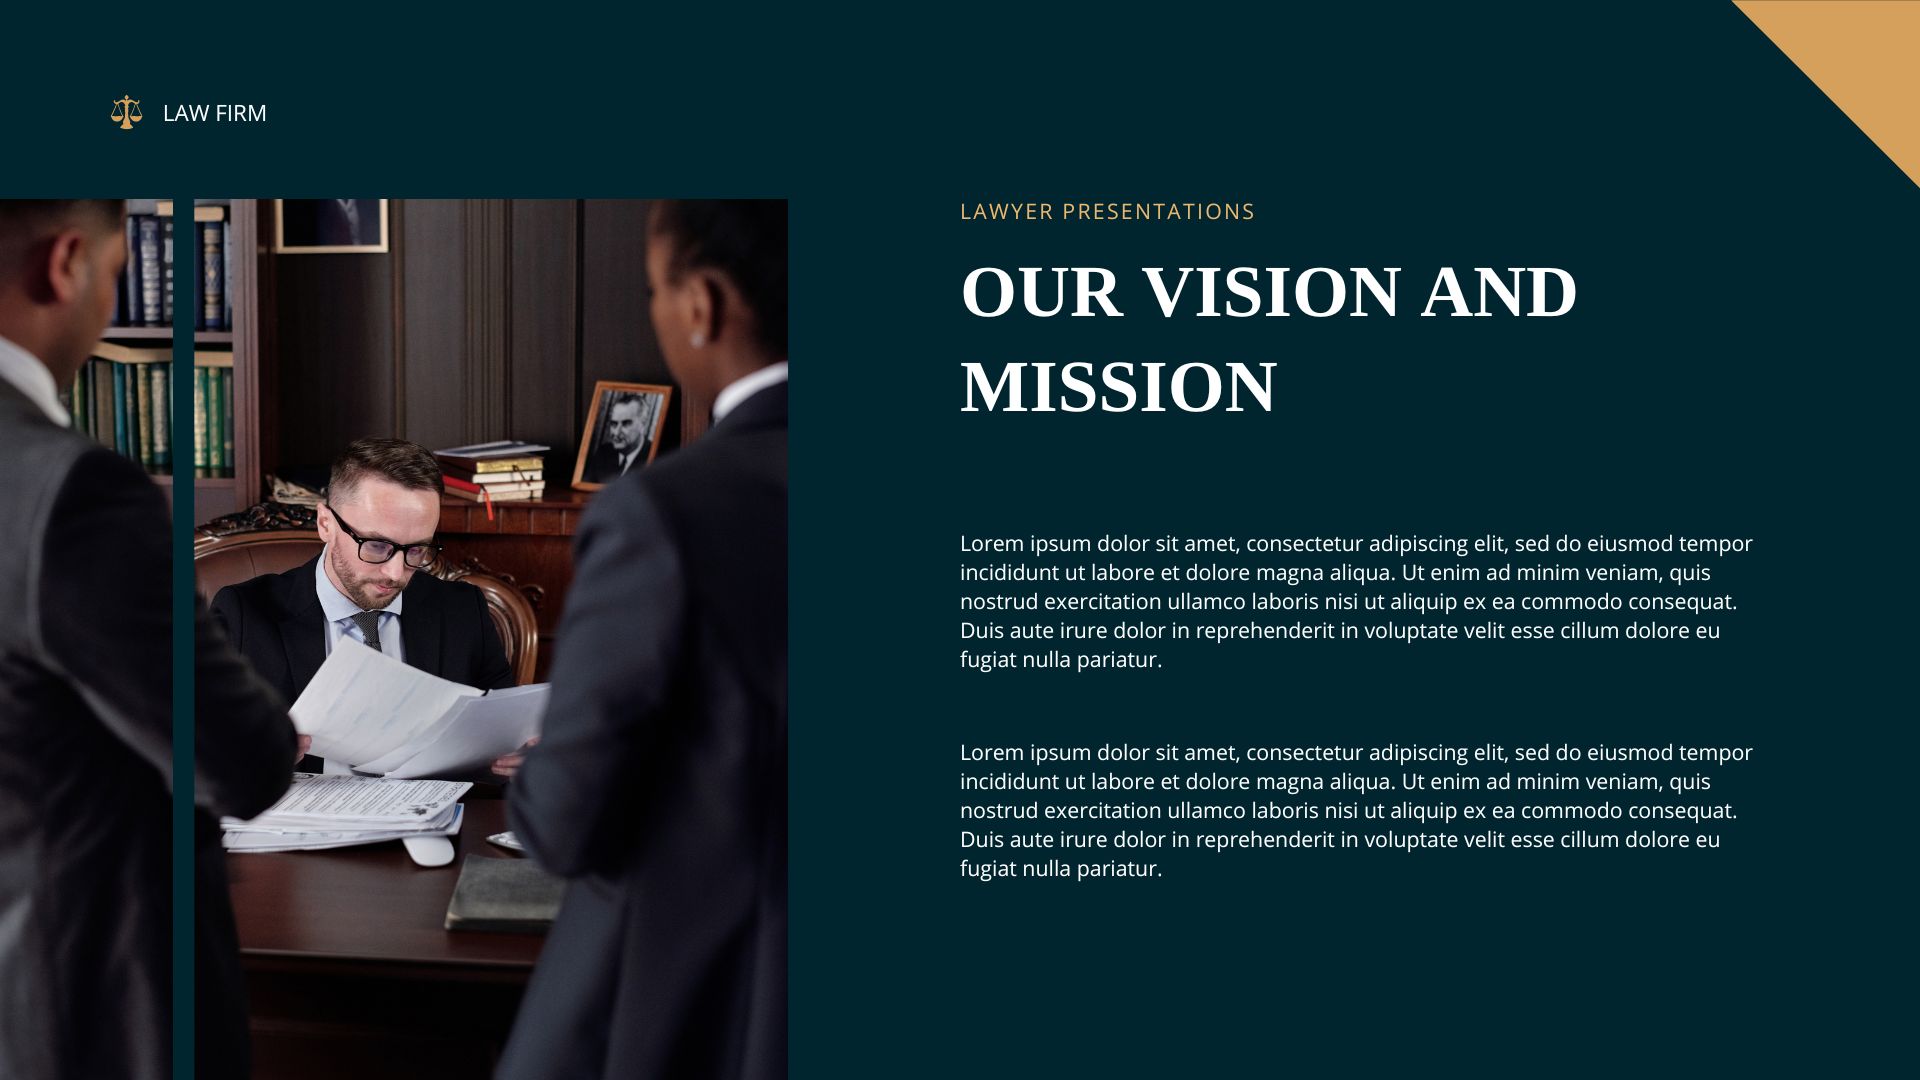 LAW FIRM
LAWYER PRESENTATIONS
OUR VISION AND
MISSION
Lorem ipsum dolor sit amet, consectetur adipiscing elit, sed do eiusmod tempor
incididunt ut labore et dolore magna aliqua. Ut enim ad minim veniam, quis
nostrud exercitation ullamco laboris nisi ut aliquip ex ea commodo consequat.
Duis aute irure dolor in reprehenderit in voluptate velit esse cillum dolore eu
fugiat nulla pariatur.
Lorem ipsum dolor sit amet, consectetur adipiscing elit, sed do eiusmod tempor
incididunt ut labore et dolore magna aliqua. Ut enim ad minim veniam, quis
nostrud exercitation ullamco laboris nisi ut aliquip ex ea commodo consequat.
Duis aute irure dolor in reprehenderit in voluptate velit esse cillum dolore eu
fugiat nulla pariatur.